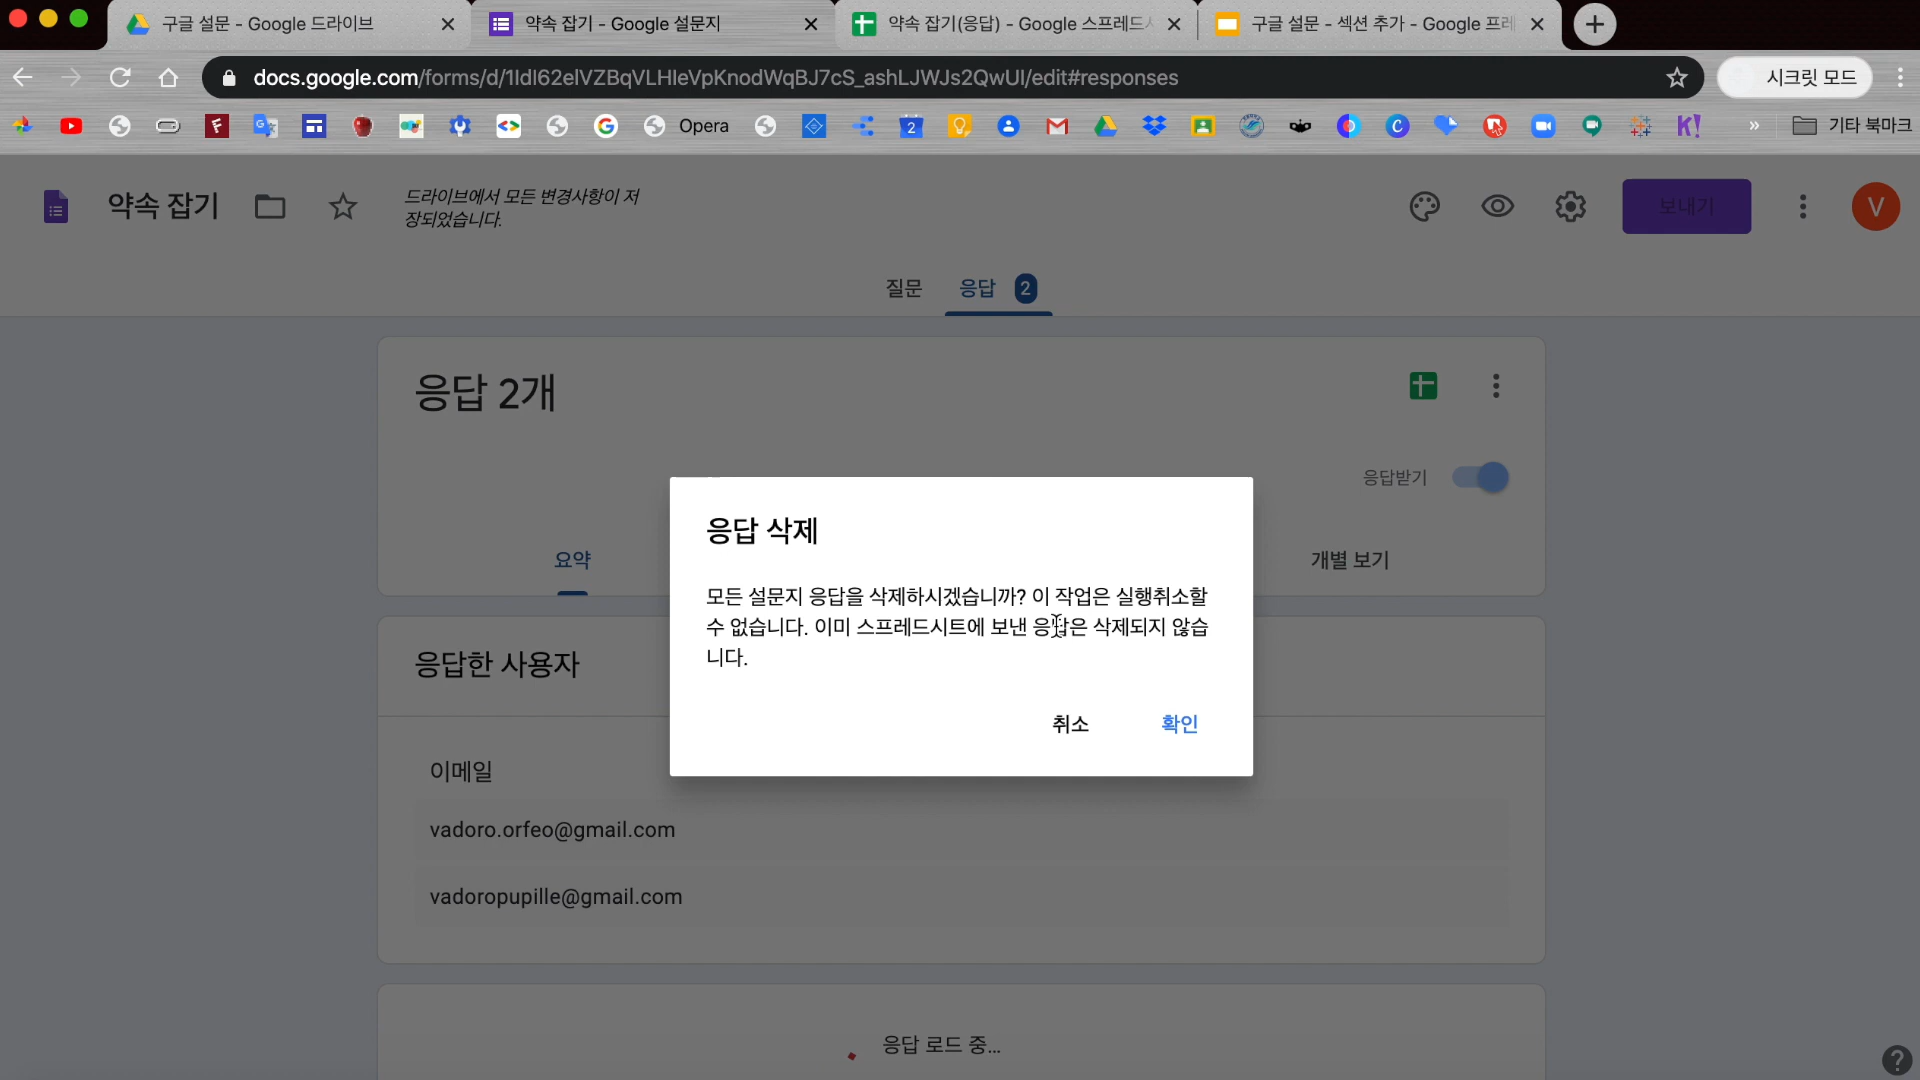 구글 설문 - Google 드라이브
약속 잡기 - Google 설문지
약속 잡기(응답) - Google 스프레드
구글 설문 - 섹션 추가 - Google 프레
시크릿 모드
Opera
기타 북마크
약속 잡기
드라이브에서 모든 변경사항이 저
장되었습니다.
보내기
V
질문
응답 2
응답 2개
응답받기
요약
개별 보기
응답 삭제
모든 설문지 응답을 삭제하시겠습니까? 이 작업은 실행취소할
수 없습니다. 이미 스프레드시트에 보낸 응답은 삭제되지 않습
니다.
취소
확인
응답한 사용자
이메일
vadoro.orfeo@gmail.com
vadoropupille@gmail.com
응답 로드 중...